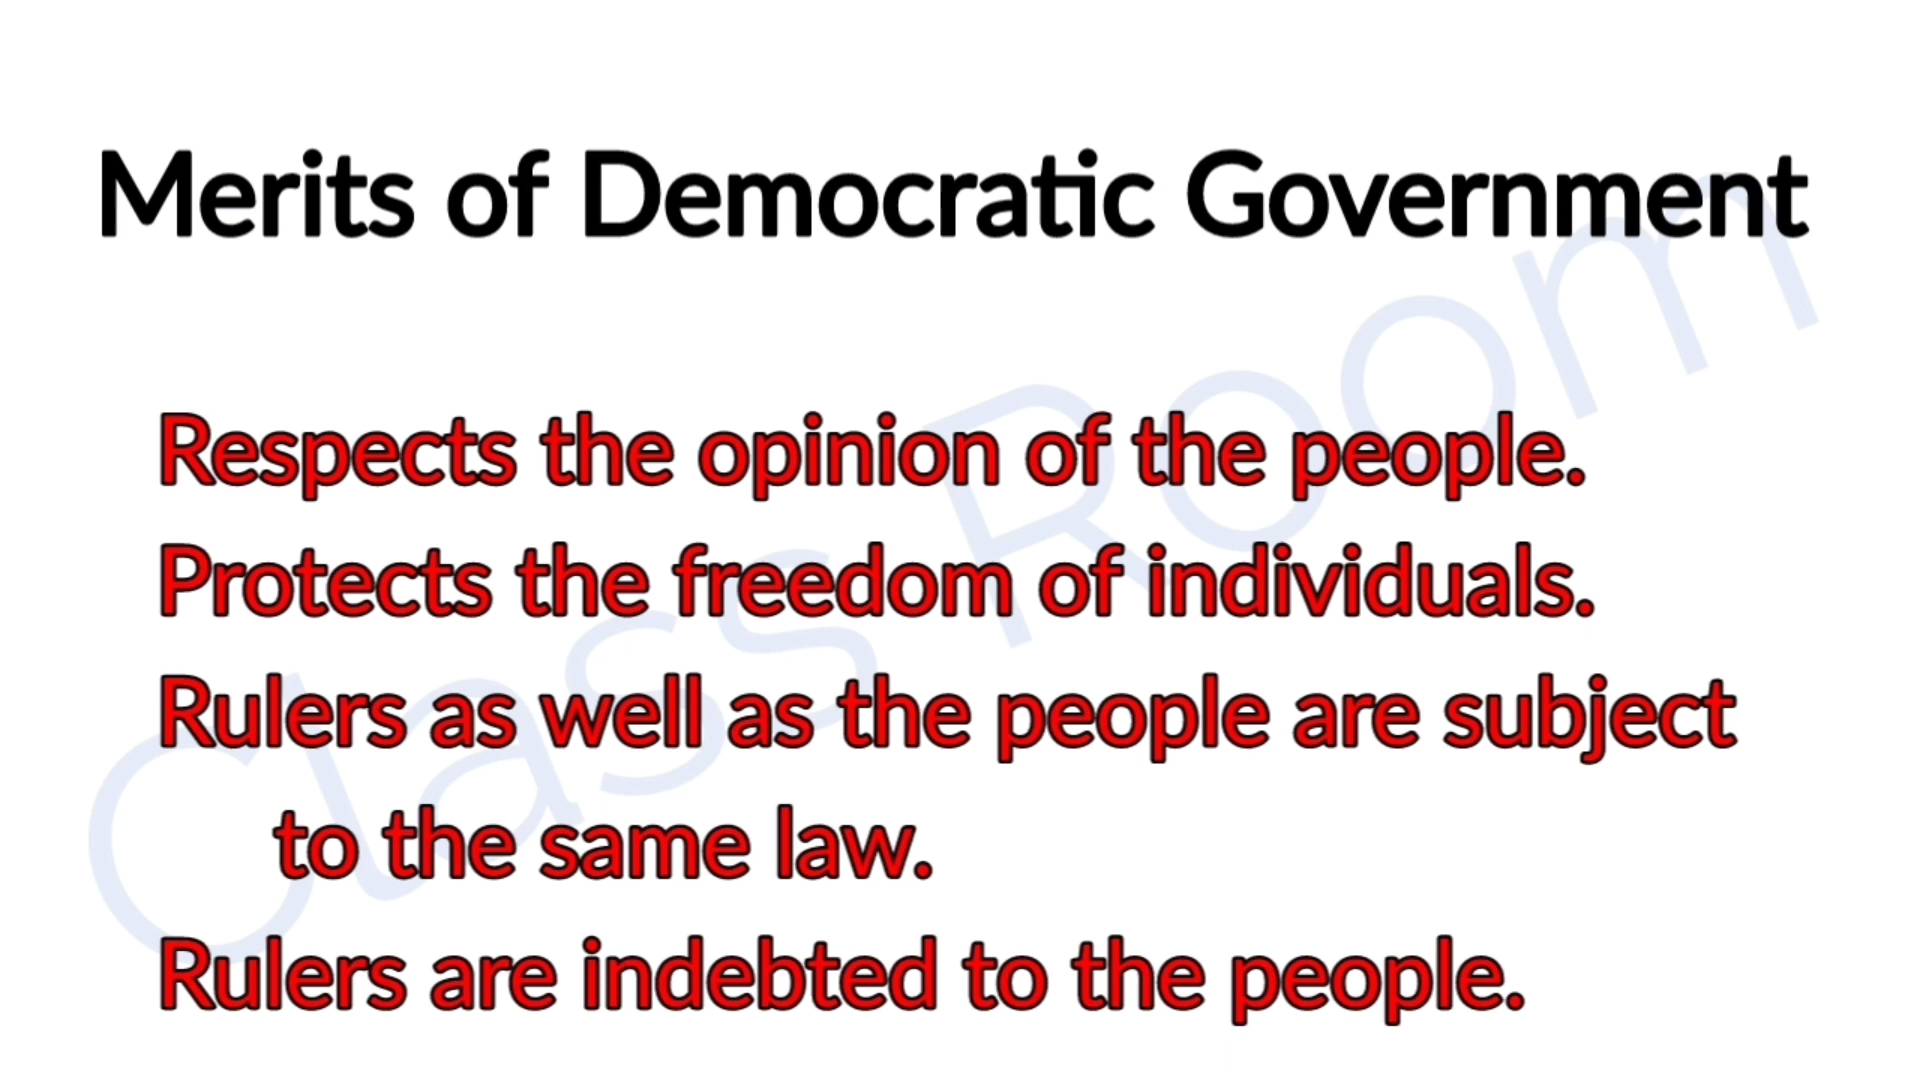 Merits of Democratic Government
Respects the opinion of the people.
Protects the freedom of individuals.
Rulers as well as the people are subject
to the same law.
Rulers are indebted to the people.
Class Room